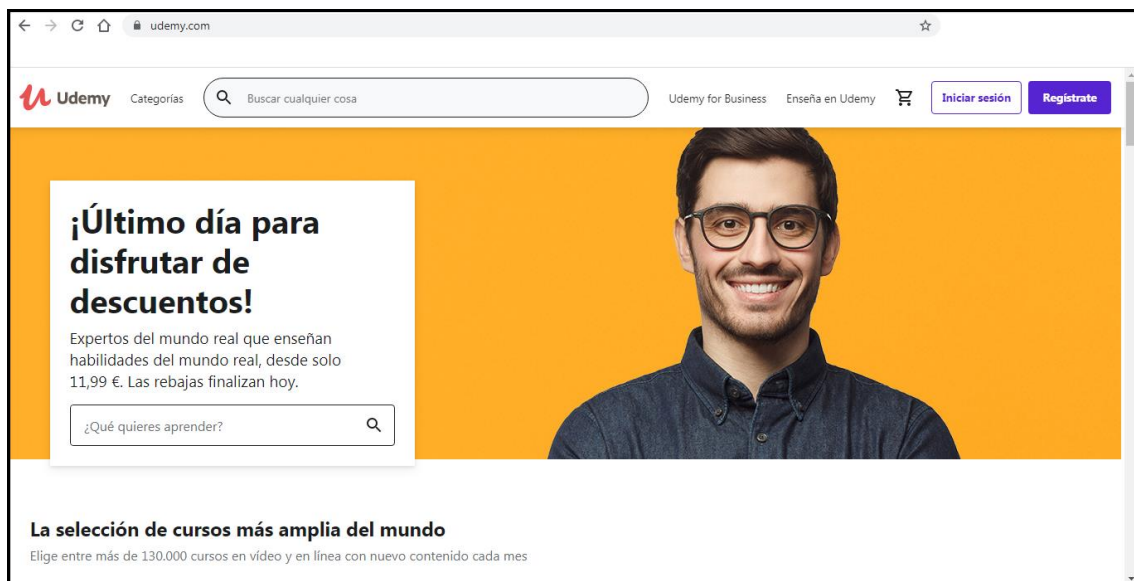 udemy.com
Udemy
Categorías
Buscar cualquier cosa
Udemy for Business
Enseña en Udemy
Iniciar sesión
Regístrate
¡Último día para
disfrutar de
descuentos!
Expertos del mundo real que enseñan
habilidades del mundo real, desde solo
11,99 €. Las rebajas finalizan hoy.
¿Qué quieres aprender?
La selección de cursos más amplia del mundo
Elige entre más de 130.000 cursos en vídeo y en línea con nuevo contenido cada mes